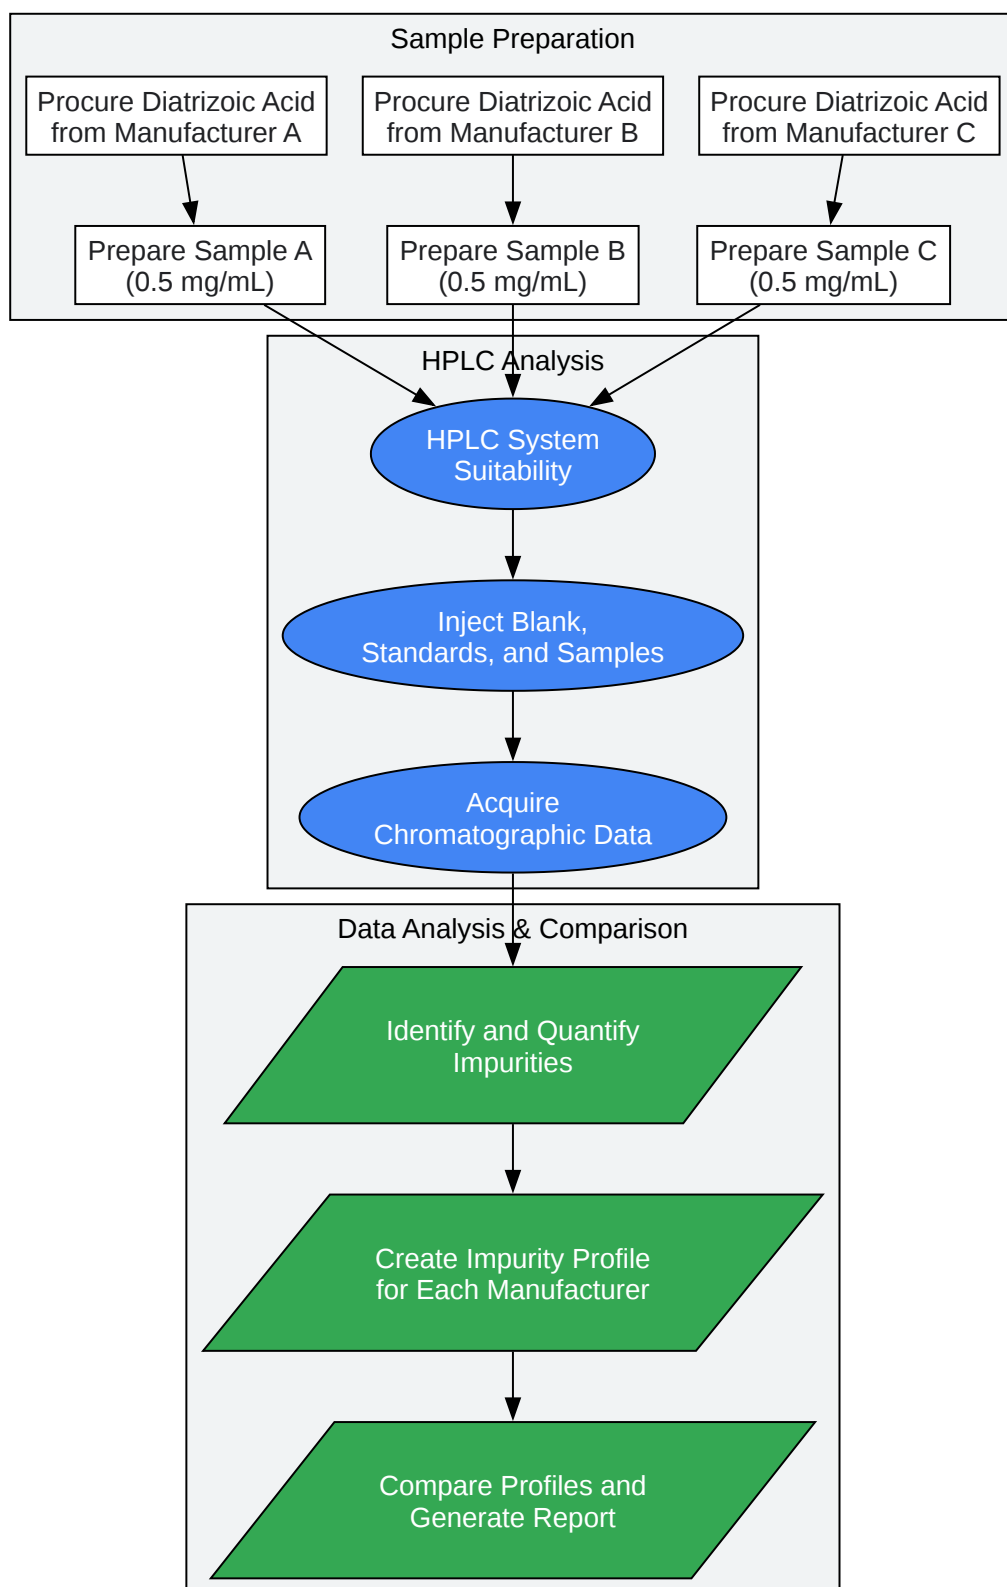 Sample Preparation
Procure Diatrizoic Acid
from Manufacturer A
Procure Diatrizoic Acid
from Manufacturer B
Procure Diatrizoic Acid
from Manufacturer C
Prepare Sample A
(0.5 mg/mL)
Prepare Sample B
(0.5 mg/mL)
Prepare Sample C
(0.5 mg/mL)
HPLC Analysis
HPLC System
Suitability
Inject Blank,
Standards, and Samples
Acquire
Chromatographic Data
Data Analysis & Comparison
Identify and Quantify
Impurities
Create Impurity Profile
for Each Manufacturer
Compare Profiles and
Generate Report